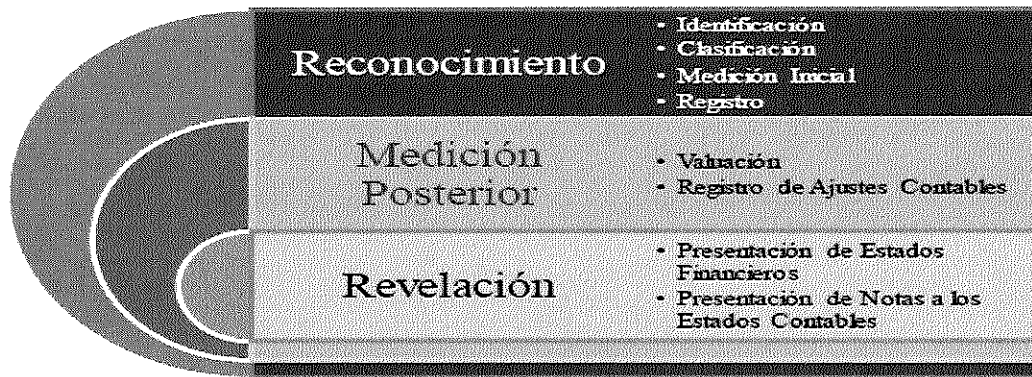 Reconocimiento
• Identificación
• Clasificación
• Medición Inicial
• Registro
Medición
Posterior
• Valuación
• Registro de Ajustes Contables
Revelación
• Presentación de Estados
Financieros
• Presentación de Notas a los
Estados Contables